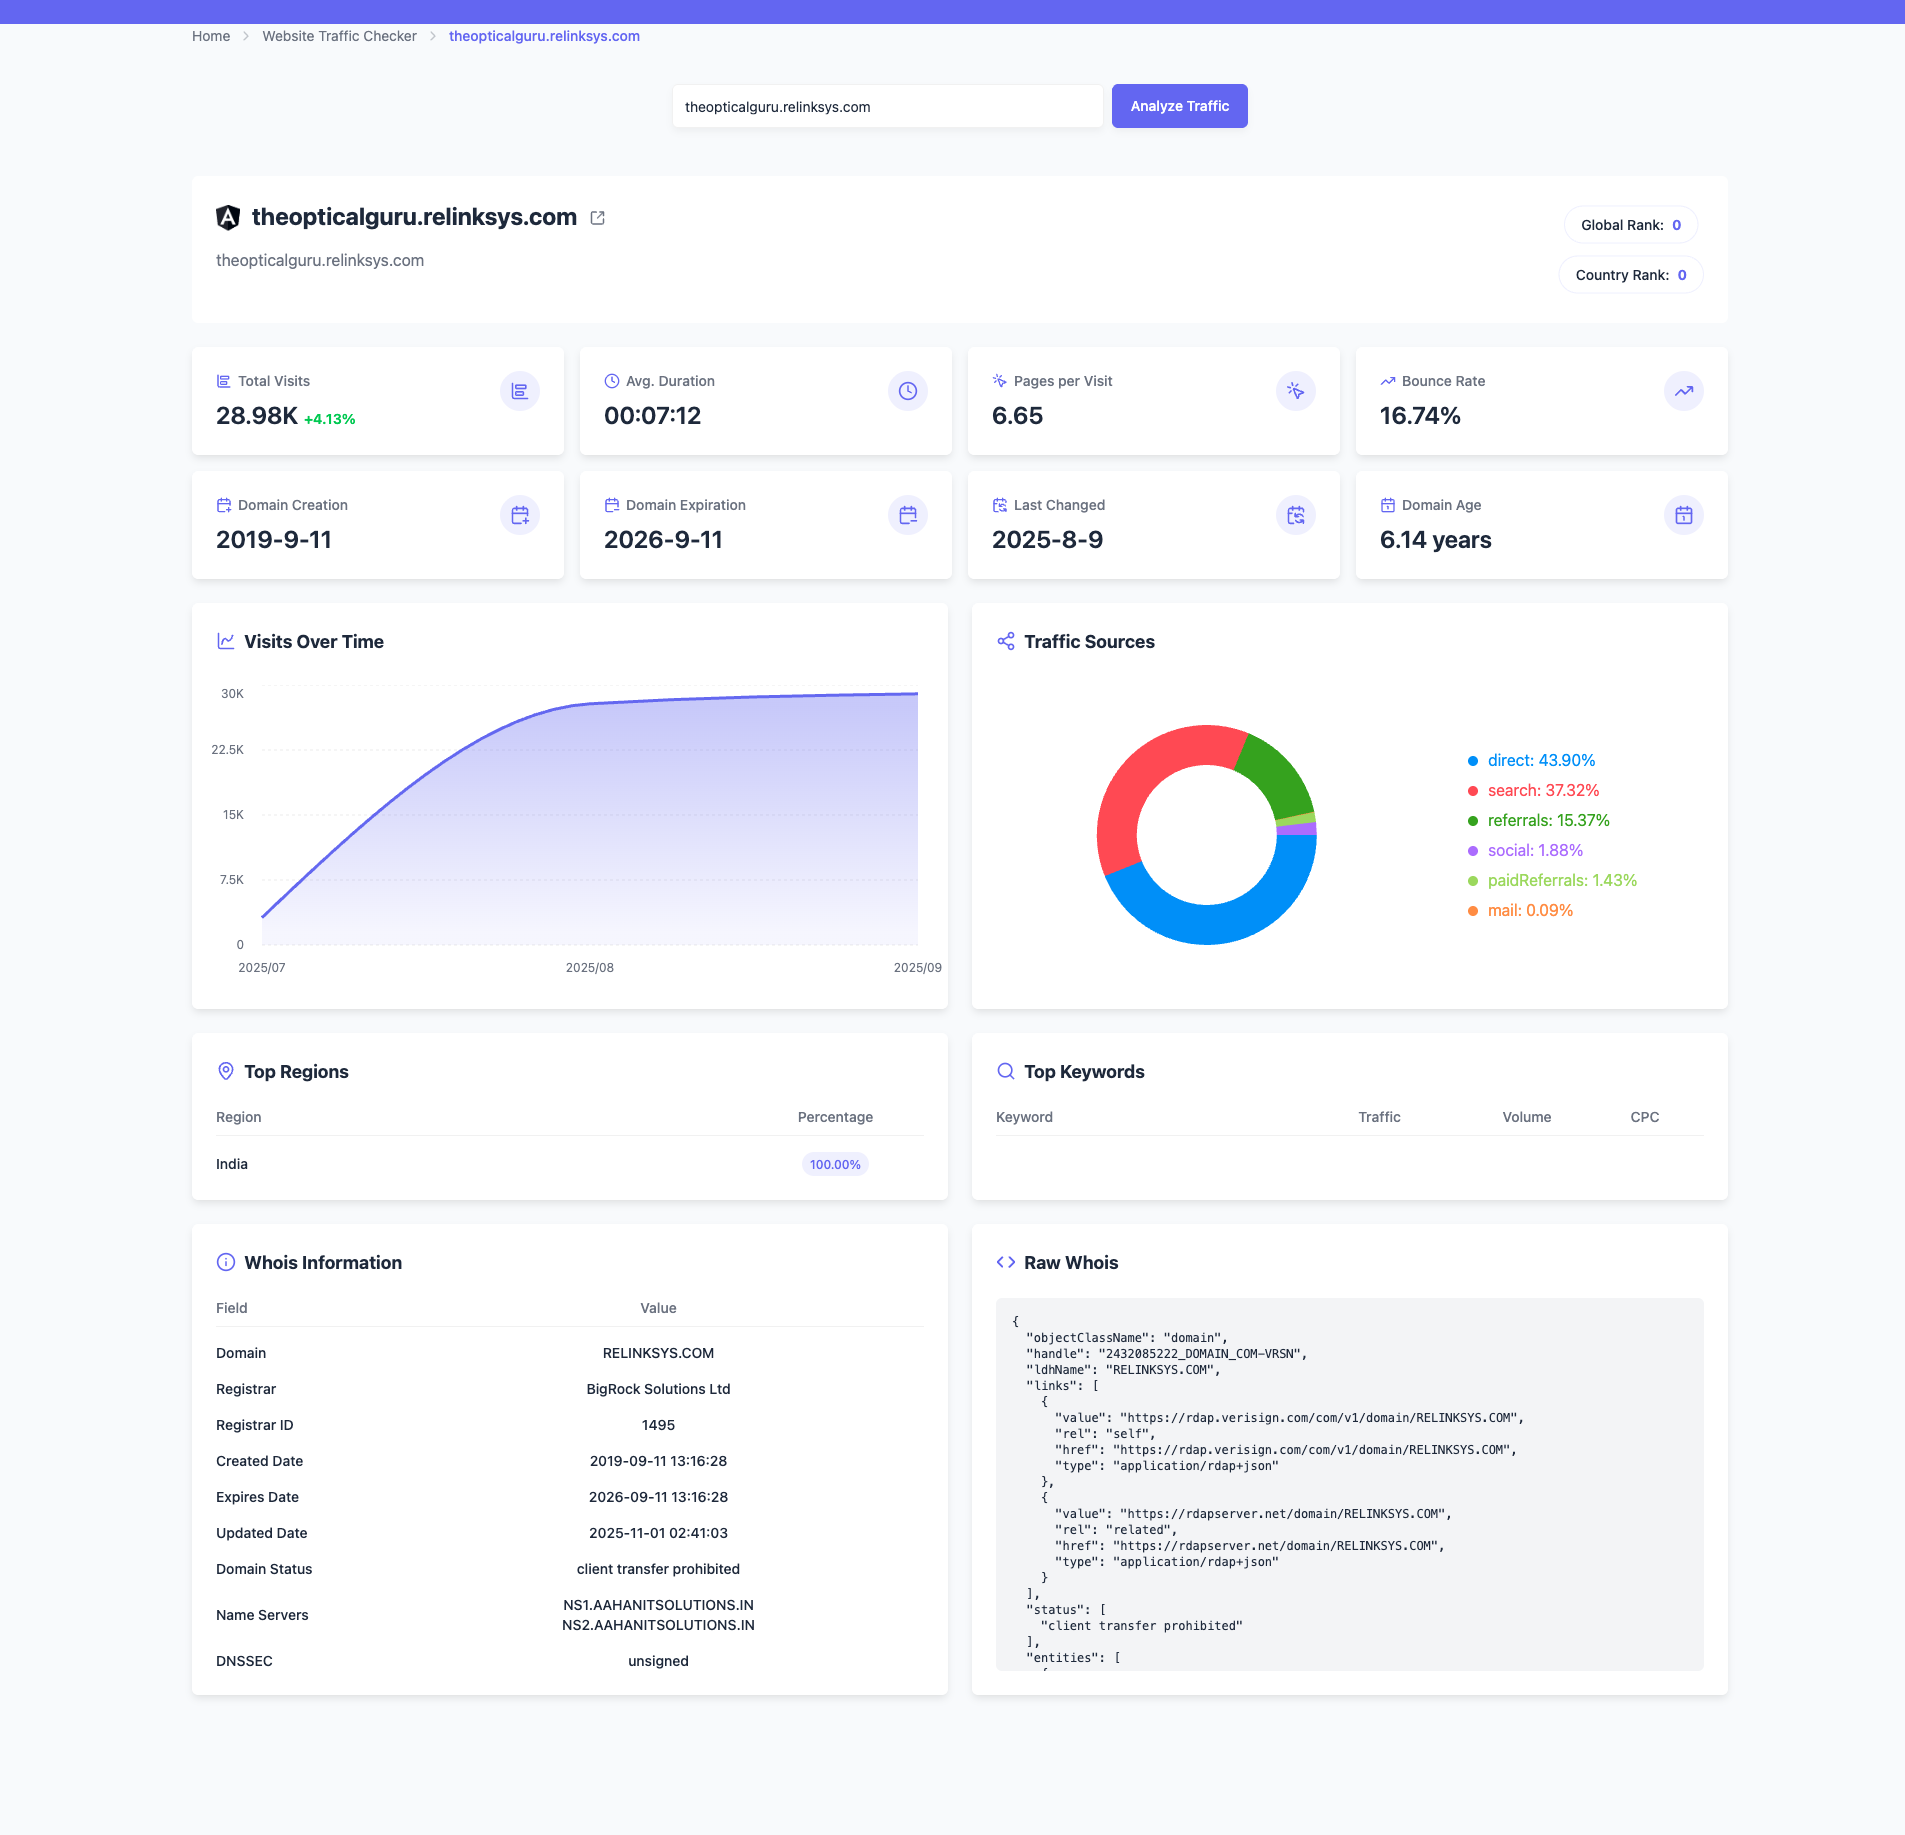 Home > Website Traffic Checker > theopticalguru.relinksys.com
theopticalguru.relinksys.com
Analyze Traffic
theopticalguru.relinksys.com
theopticalguru.relinksys.com
Global Rank: 0
Country Rank: 0
Total Visits
28.98K +4.13%
Avg. Duration
00:07:12
Pages per Visit
6.65
Bounce Rate
16.74%
Domain Creation
2019-9-11
Domain Expiration
2026-9-11
Last Changed
2025-8-9
Domain Age
6.14 years
Visits Over Time
30K
22.5K
15K
7.5K
0
2025/07 2025/08 2025/09
Traffic Sources
direct: 43.90%
search: 37.32%
referrals: 15.37%
social: 1.88%
paidReferrals: 1.43%
mail: 0.09%
Top Regions
Region Percentage
India 100.00%
Top Keywords
Keyword Traffic Volume CPC
Whois Information
Field Value
Domain RELINKSYS.COM
Registrar BigRock Solutions Ltd
Registrar ID 1495
Created Date 2019-09-11 13:16:28
Expires Date 2026-09-11 13:16:28
Updated Date 2025-11-01 02:41:03
Domain Status client transfer prohibited
Name Servers NS1.AAHANITSOLUTIONS.IN
NS2.AAHANITSOLUTIONS.IN
DNSSEC unsigned
Raw Whois
{
"objectClassName": "domain",
"handle": "2432085222_DOMAIN_COM-VRSN",
"ldhName": "RELINKSYS.COM",
"links": [
{
"value": "https://rdap.verisign.com/com/v1/domain/RELINKSYS.COM",
"rel": "self",
"href": "https://rdap.verisign.com/com/v1/domain/RELINKSYS.COM",
"type": "application/rdap+json"
},
{
"value": "https://rdapserver.net/domain/RELINKSYS.COM",
"rel": "related",
"href": "https://rdapserver.net/domain/RELINKSYS.COM",
"type": "application/rdap+json"
}
],
"status": [
"client transfer prohibited"
],
"entities": [